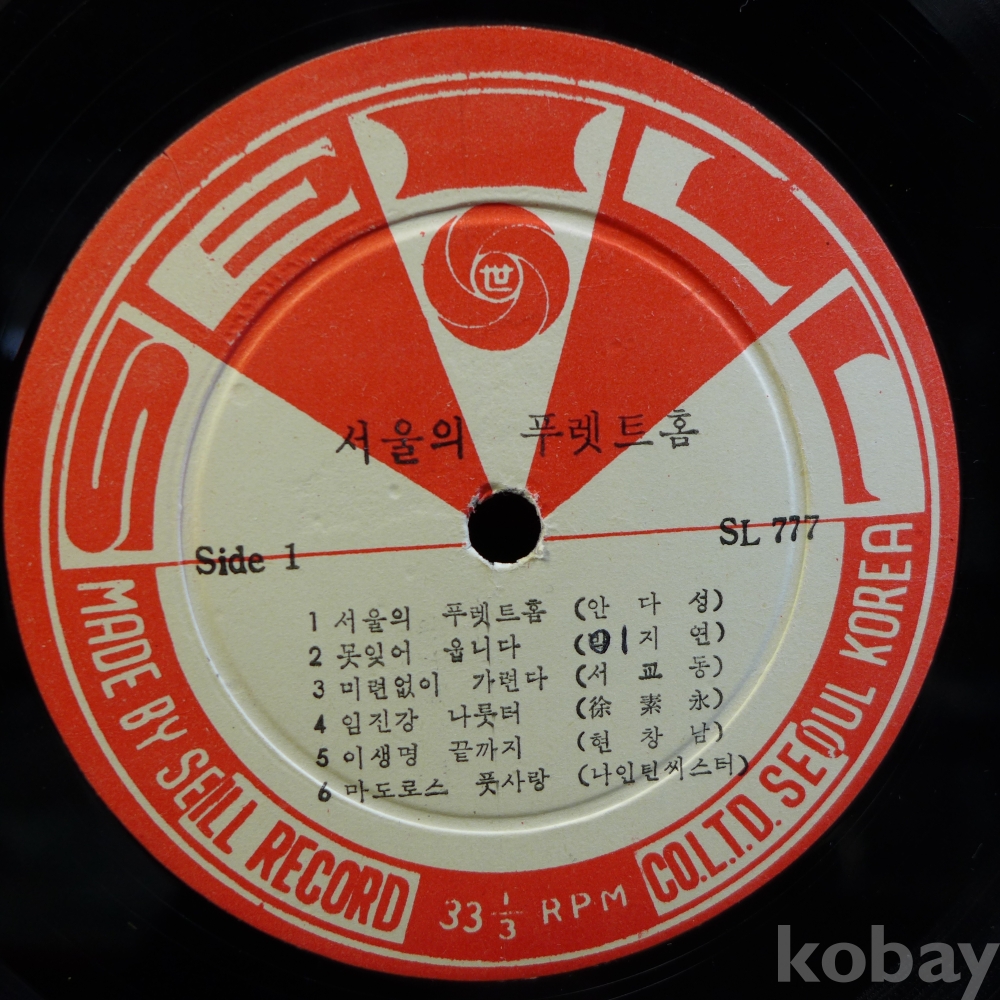 SEILL
世
서울의 푸렛트홈
Side 1
SL 777
1 서울의 푸렛트홈 (안 다 성)
2 못잊어 웁니다 ( 지 연)
3 미련없이 가련다 (서 교 동)
4 임진강 나룻터 (徐 素 永)
5 이생명 끝까지 (현 창 남)
6 마도로스 풋사랑 (나인틴씨스터)
MADE BY SEILL RECORD CO.L.T.D. SEOUL KOREA
33 1/3 RPM
kobay